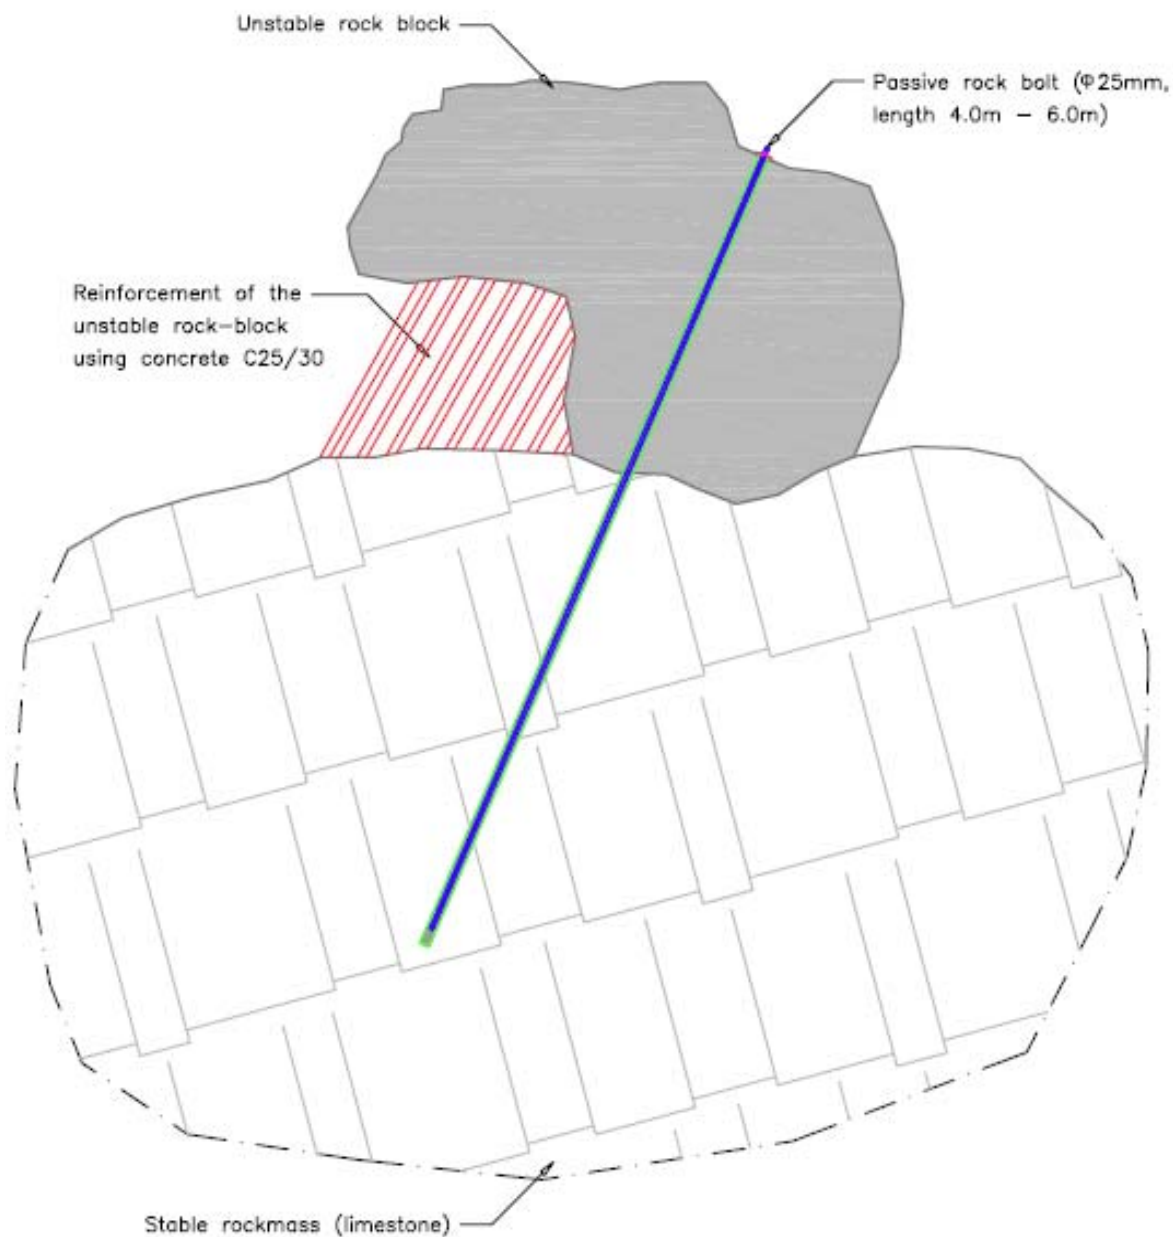 Unstable rock block
Passive rock bolt (Φ25mm,
length 4.0m – 6.0m)
Reinforcement of the
unstable rock–block
using concrete C25/30
Stable rockmass (limestone)